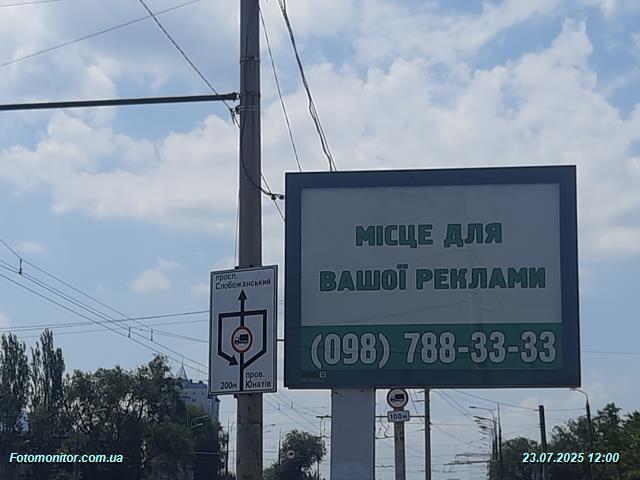 просп.
Слобожанський
200м
пров.
Юнатів
МІСЦЕ ДЛЯ
ВАШОЇ РЕКЛАМИ
(098) 788-33-33
100м
Fotomonitor.com.ua
23.07.2025 12:00